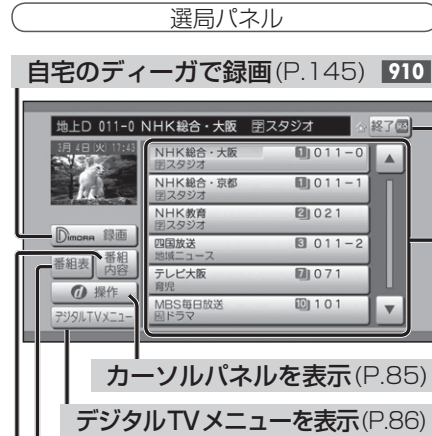 選局パネル
自宅のディーガで録画(P.145) 910
地上D 011-0 NHK総合・大阪 字スタジオ 終了
3月 4日(火) 17:43
NHK総合・大阪 1 011-0
字スタジオ
NHK総合・京都 1 011-1
字スタジオ
NHK教育 2 021
字スタジオ
四国放送 3 011-2
地域ニュース
テレビ大阪 7 071
育児
MBS毎日放送 10 101
字ドラマ
Dimora 録画
番組表
番組内容
d 操作
デジタルTVメニュー
カーソルパネルを表示(P.85)
デジタルTVメニューを表示(P.86)